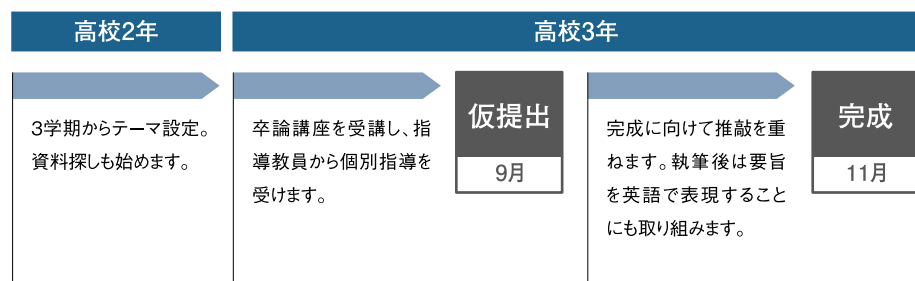 高校2年
3学期からテーマ設定。
資料探しも始めます。
高校3年
卒論講座を受講し、指
導教員から個別指導を
受けます。
仮提出
9月
完成に向けて推敲を重
ねます。執筆後は要旨
を英語で表現すること
にも取り組みます。
完成
11月